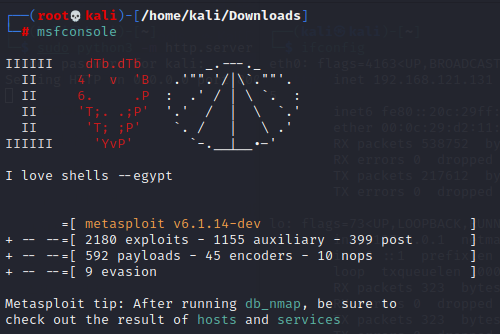 ┌──(root💀kali)-[/home/kali/Downloads]
└─# msfconsole
IIIIII    dTb.dTb        _.---._
  II     4'  v  'B   .'"".'/|\`.""'.
  II     6.     .P  :  .' / | \ `.  :
  II     'T;. .;P'  '.'  /  |  \  `.'
  II      'T; ;P'    `. /   |   \ .'
IIIIII     'YvP'       `-.__|__.-'
I love shells --egypt
       =[ metasploit v6.1.14-dev                          ]
+ -- --=[ 2180 exploits - 1155 auxiliary - 399 post       ]
+ -- --=[ 592 payloads - 45 encoders - 10 nops            ]
+ -- --=[ 9 evasion                                       ]
Metasploit tip: After running db_nmap, be sure to
check out the result of hosts and services